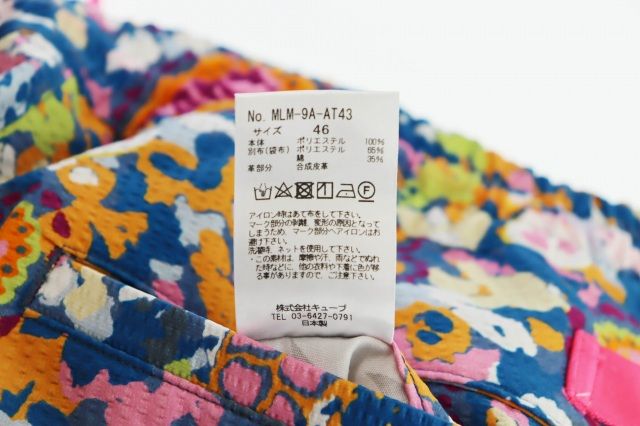 No. MLM-9A-AT43
サイズ 46
本体 ポリエステル 100%
別布(袋布) ポリエステル 65%
綿 35%
革部分 合成皮革
アイロン時はあて布をして下さい。
マーク部分の剥離、変形の原因となって
しまうため、マーク部分へアイロンはお
避け下さい。
洗濯時、ネットを使用して下さい。
・この素材は、摩擦や汗、雨などでぬれ
た時などに、他の衣料や下着に色が移
る事がありますので、ご注意下さい。
株式会社キューブ
TEL 03-6427-0791
日本製